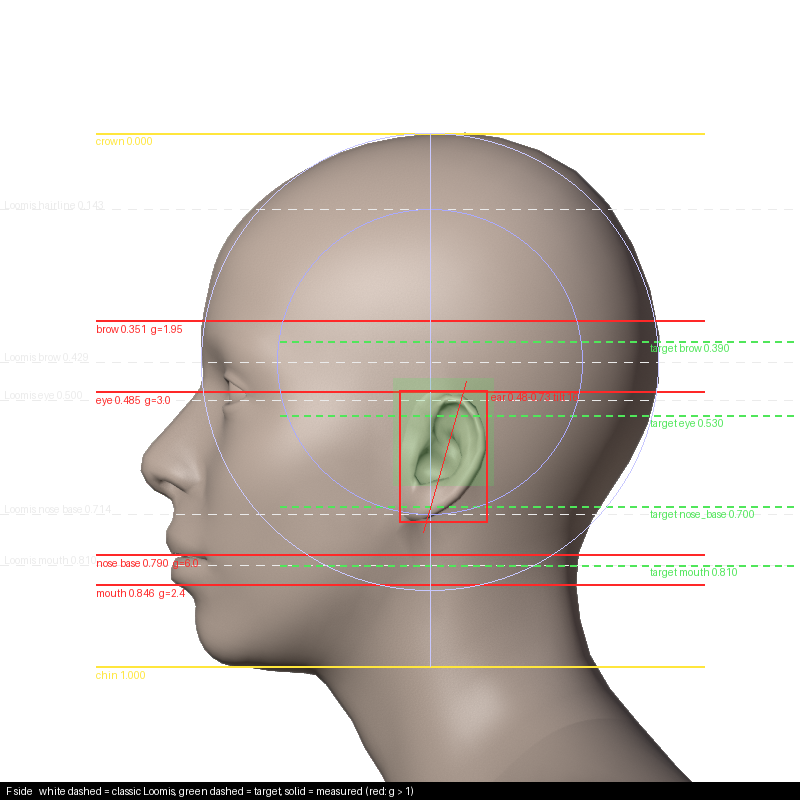 crown 0.000
Loomis hairline 0.143
brow 0.351 g=1.95
target brow 0.390
Loomis brow 0.429
Loomis eye 0.500
eye 0.485 g=3.0
target eye 0.530
Loomis nose base 0.714
target nose_base 0.700
Loomis mouth 0.810
nose base 0.790 g=6.0
target mouth 0.810
mouth 0.846 g=2.4
chin 1.000
F side white dashed = classic Loomis, green dashed = target, solid = measured (red: g > 1)